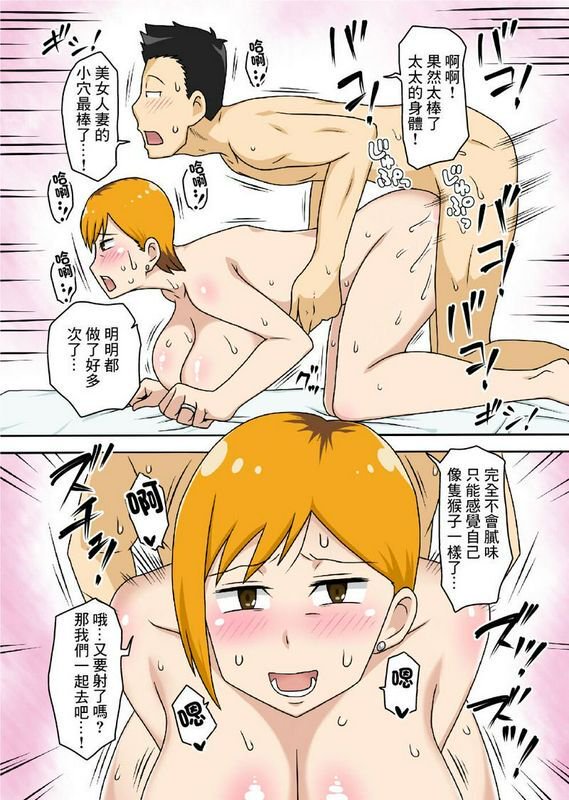 啊啊！
果然太棒了
太太的身體！
美女人妻的
小穴最棒了…！
哈啊…！
哈啊…！
哈啊…！
哈啊…！
明明都
做了好多
次了…
ギシ！
バコ！
バコ！
バコ！
じゅぷっ
じゅぷっ
グッ
ギシ！
完全不會膩味
只能感覺自己
像隻猴子一樣了…
啊
嗯
嗯
哦…又要射了嗎？
那我們一起去吧…！
ズチッ！
ズチ！